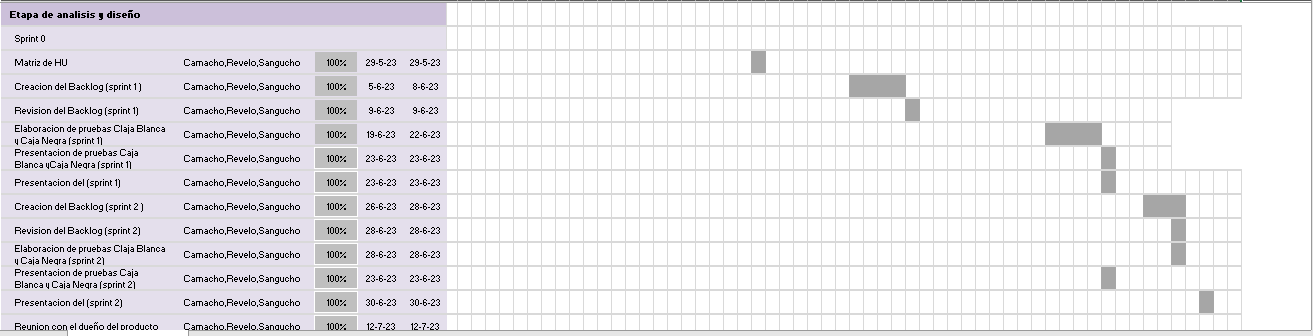 Etapa de analisis y diseño
Sprint 0
Matriz de HU Camacho,Revelo,Sangucho 100% 29-5-23 29-5-23
Creacion del Backlog (sprint 1 ) Camacho,Revelo,Sangucho 100% 5-6-23 8-6-23
Revision del Backlog (sprint 1) Camacho,Revelo,Sangucho 100% 9-6-23 9-6-23
Elaboracion de pruebas Claja Blanca
y Caja Negra (sprint 1) Camacho,Revelo,Sangucho 100% 19-6-23 22-6-23
Presentacion de pruebas Caja
Blanca yCaja Negra (sprint 1) Camacho,Revelo,Sangucho 100% 23-6-23 23-6-23
Presentacion del (sprint 1) Camacho,Revelo,Sangucho 100% 23-6-23 23-6-23
Creacion del Backlog (sprint 2 ) Camacho,Revelo,Sangucho 100% 26-6-23 28-6-23
Revision del Backlog (sprint 2) Camacho,Revelo,Sangucho 100% 28-6-23 28-6-23
Elaboracion de pruebas Claja Blanca
y Caja Negra (sprint 2) Camacho,Revelo,Sangucho 100% 28-6-23 28-6-23
Presentacion de pruebas Caja
Blanca y Caja Negra (sprint 2) Camacho,Revelo,Sangucho 100% 23-6-23 23-6-23
Presentacion del (sprint 2) Camacho,Revelo,Sangucho 100% 30-6-23 30-6-23
Reunion con el dueño del producto Camacho,Revelo,Sangucho 100% 12-7-23 12-7-23